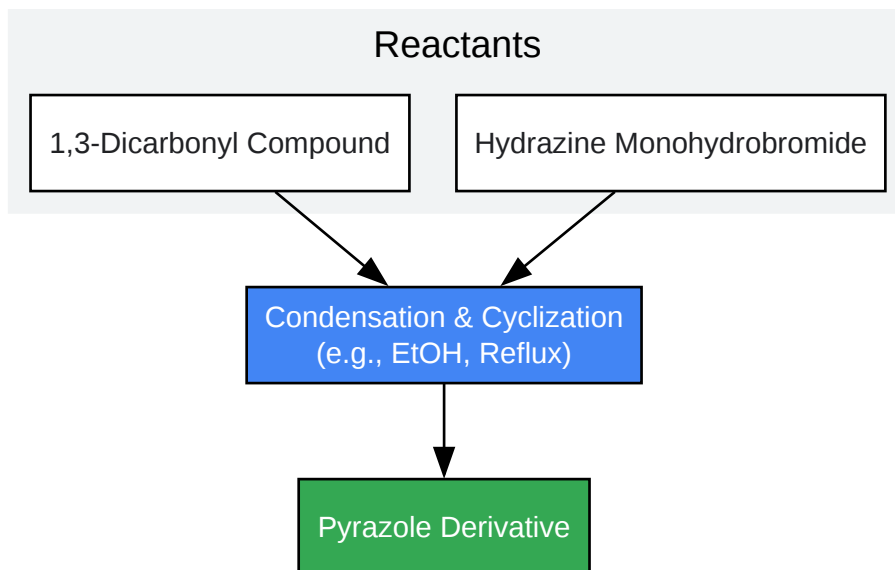 Reactants
1,3-Dicarbonyl Compound
Hydrazine Monohydrobromide
Condensation & Cyclization
(e.g., EtOH, Reflux)
Pyrazole Derivative